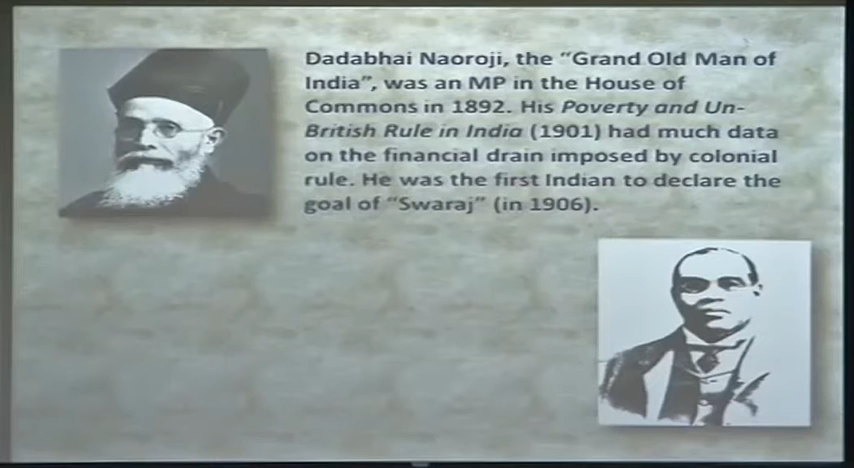 Dadabhai Naoroji, the “Grand Old Man of
India”, was an MP in the House of
Commons in 1892. His Poverty and Un-
British Rule in India (1901) had much data
on the financial drain imposed by colonial
rule. He was the first Indian to declare the
goal of “Swaraj” (in 1906).